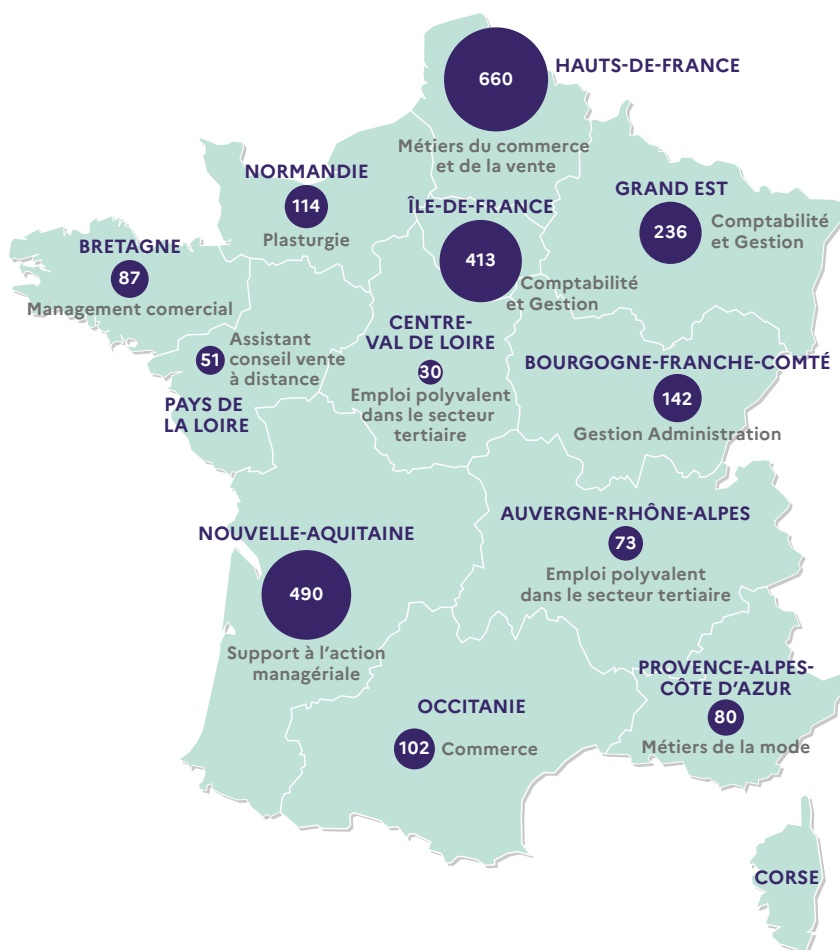 660
HAUTS-DE-FRANCE
Métiers du commerce
et de la vente
NORMANDIE
114
Plasturgie
ÎLE-DE-FRANCE
413
Comptabilité
et Gestion
GRAND EST
236
Comptabilité
et Gestion
BRETAGNE
87
Management comercial
51
Assistant
conseil vente
à distance
PAYS DE
LA LOIRE
CENTRE-
VAL DE LOIRE
30
Emploi polyvalent
dans le secteur
tertiaire
BOURGOGNE-FRANCHE-COMTÉ
142
Gestion Administration
NOUVELLE-AQUITAINE
490
Support à l’action
managériale
AUVERGNE-RHÔNE-ALPES
73
Emploi polyvalent
dans le secteur tertiaire
OCCITANIE
102 Commerce
PROVENCE-ALPES-
CÔTE D’AZUR
80
Métiers de la mode
CORSE